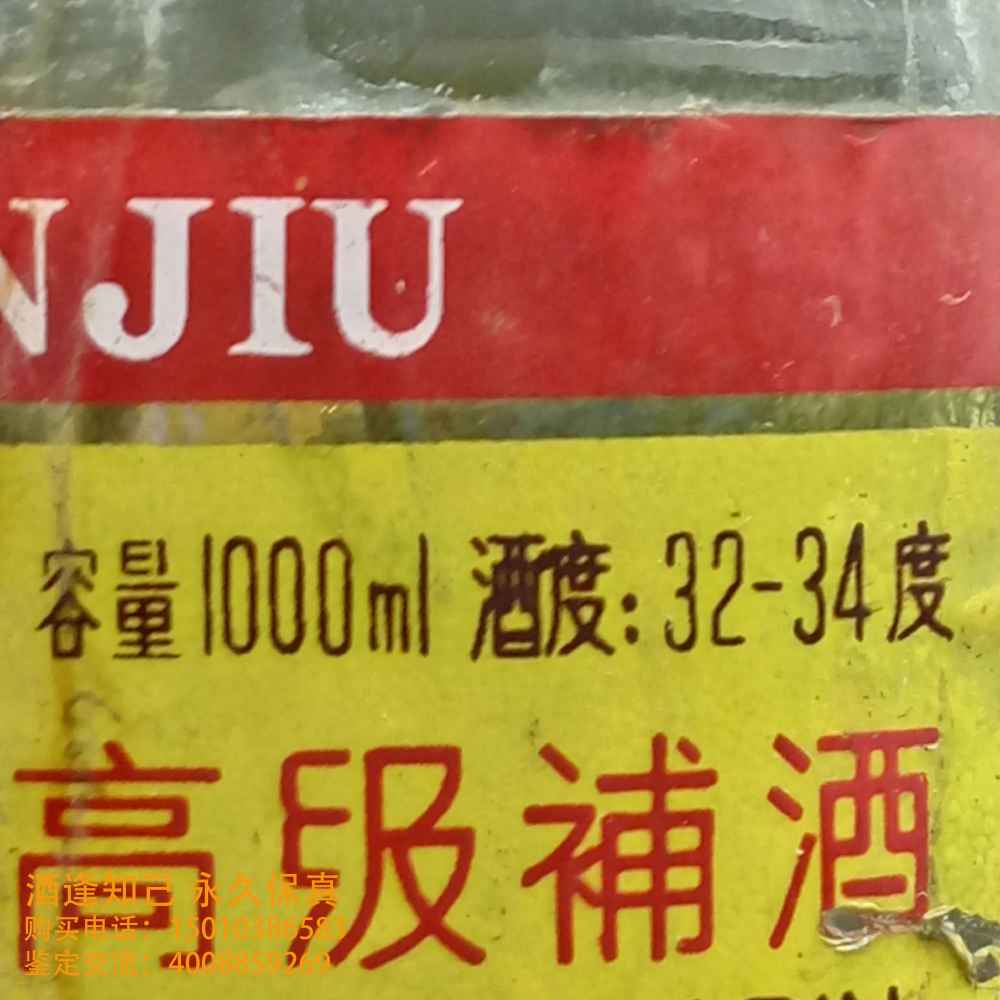 NJIU
容量1000ml 酒度:32-34度
高级補酒
酒逢知己 永久保真
购买电话：15010386581
鉴定交流：4008859269